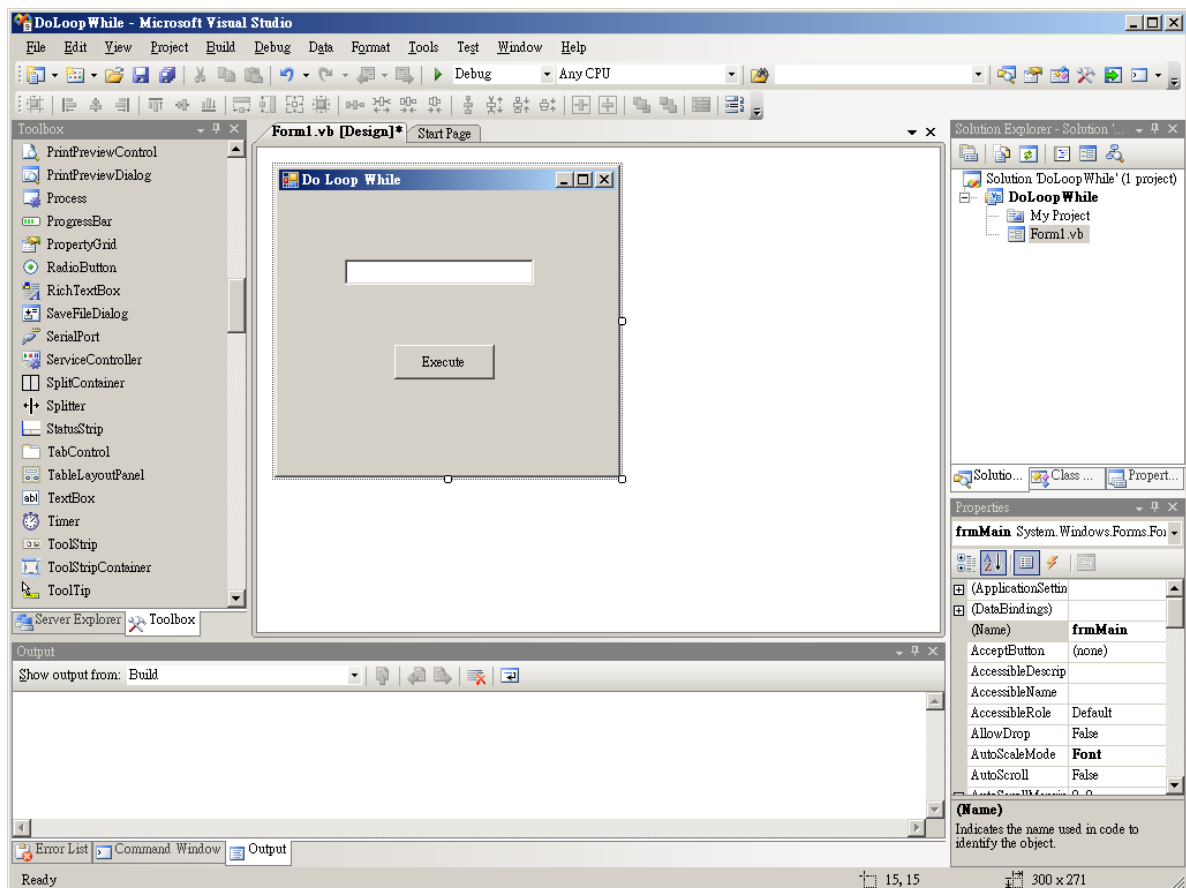 DoLoopWhile - Microsoft Visual Studio
File Edit View Project Build Debug Data Format Tools Test Window Help
Debug Any CPU
Toolbox
PrintPreviewControl
PrintPreviewDialog
Process
ProgressBar
PropertyGrid
RadioButton
RichTextBox
SaveFileDialog
SerialPort
ServiceController
SplitContainer
Splitter
StatusStrip
TabControl
TableLayoutPanel
TextBox
Timer
ToolStrip
ToolStripContainer
ToolTip
Server Explorer Toolbox
Form1.vb [Design]* Start Page
Do Loop While
Execute
Solution Explorer - Solution '...
Solution 'DoLoopWhile' (1 project)
DoLoopWhile
My Project
Form1.vb
Solutio... Class ... Propert...
Properties
frmMain System.Windows.Forms.For
(ApplicationSettin
(DataBindings)
(Name) frmMain
AcceptButton (none)
AccessibleDescrip
AccessibleName
AccessibleRole Default
AllowDrop False
AutoScaleMode Font
AutoScroll False
(Name)
Indicates the name used in code to
identify the object.
Output
Show output from: Build
Error List Command Window Output
Ready 15, 15 300 x 271